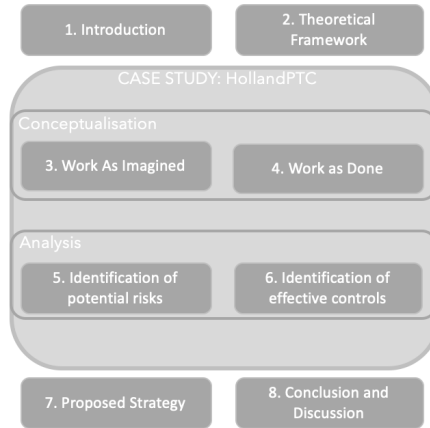 1. Introduction
2. Theoretical
Framework
CASE STUDY: HollandPTC
Conceptualisation
3. Work As Imagined
4. Work as Done
Analysis
5. Identification of
potential risks
6. Identification of
effective controls
7. Proposed Strategy
8. Conclusion and
Discussion